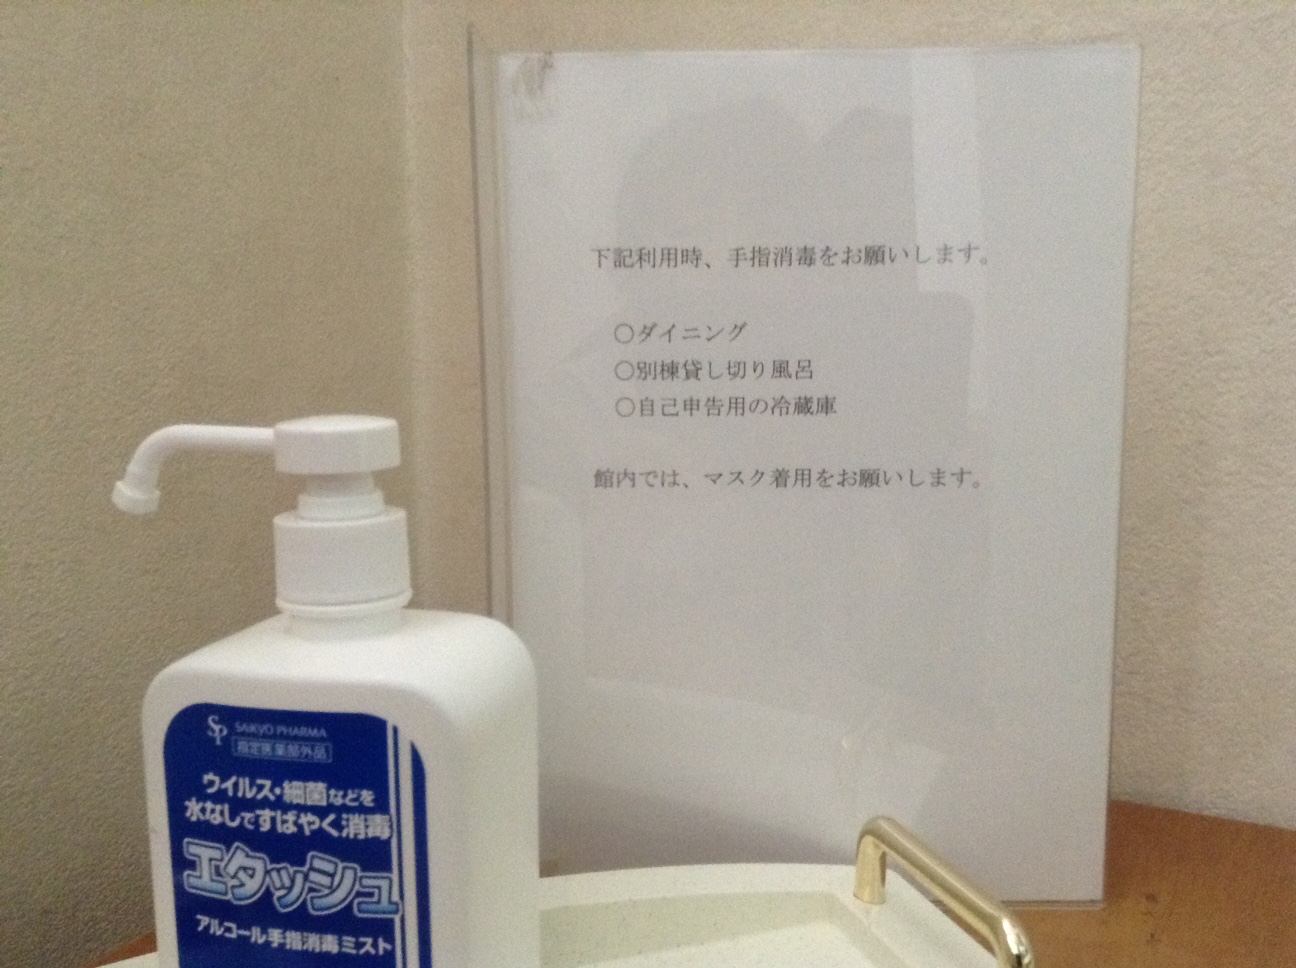 下記利用時、手指消毒をお願いします。
○ダイニング
○別棟貸し切り風呂
○自己申告用の冷蔵庫
館内では、マスク着用をお願いします。
SP
SAIKYO PHARMA
指定医薬部外品
ウイルス・細菌などを
水なしですばやく消毒
エタッシュ
アルコール手指消毒ミスト